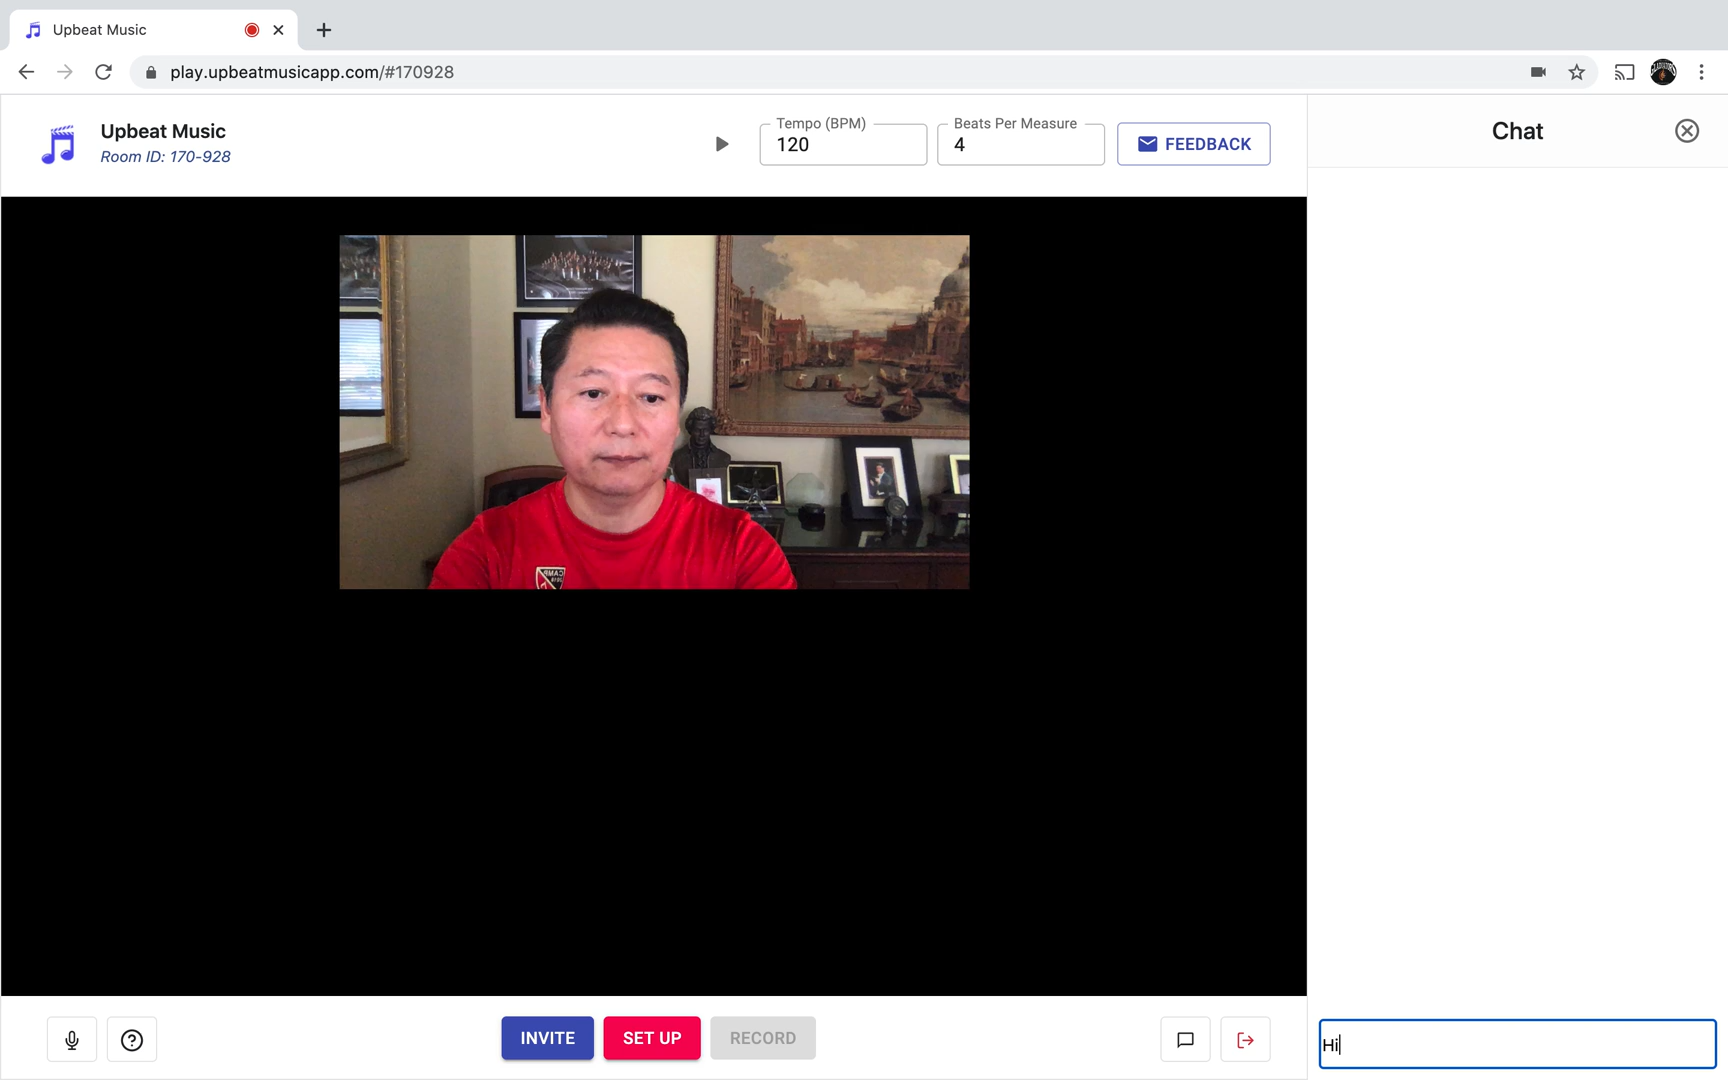 Upbeat Music
play.upbeatmusicapp.com/#170928
Upbeat Music
Room ID: 170-928
Tempo (BPM)
120
Beats Per Measure
4
FEEDBACK
Chat
INVITE
SET UP
RECORD
Hi